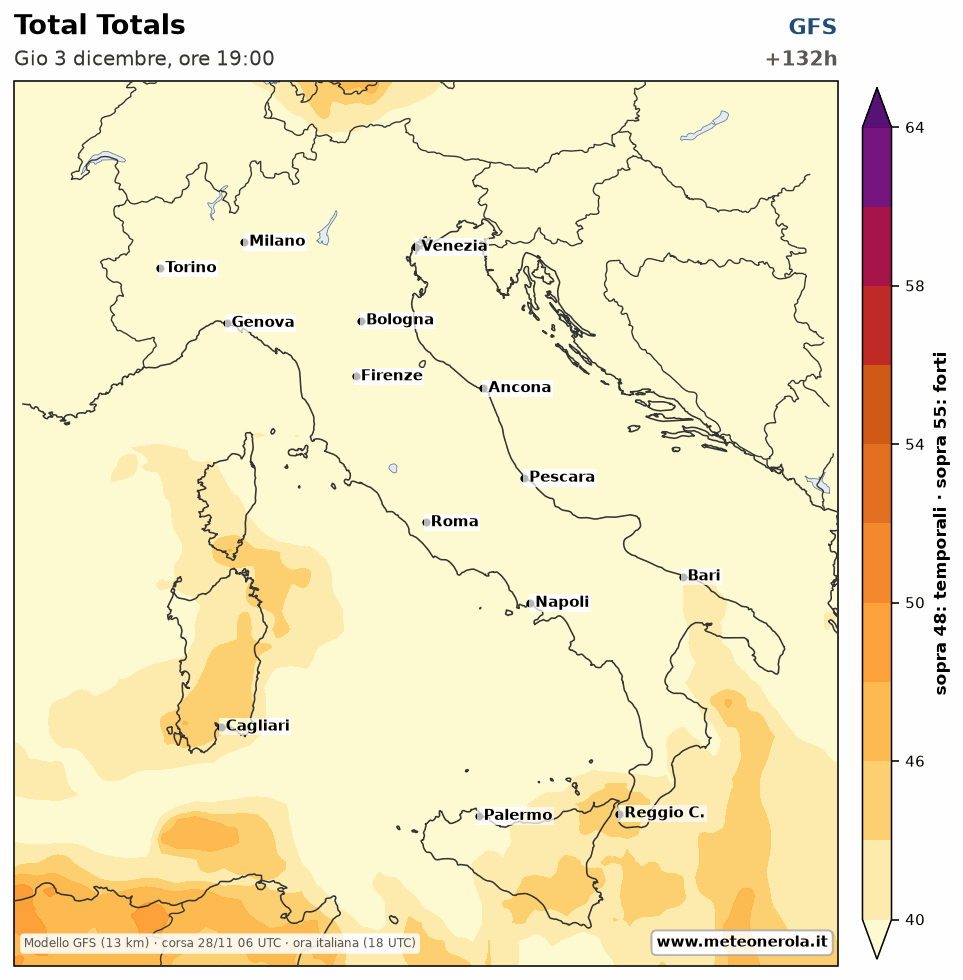 Total Totals
GFS
Gio 3 dicembre, ore 19:00
+132h
64
58
54
50
46
40
sopra 48: temporali · sopra 55: forti
Milano
Venezia
Torino
Genova
Bologna
Firenze
Ancona
Pescara
Roma
Bari
Napoli
Cagliari
Palermo
Reggio C.
Modello GFS (13 km) · corsa 28/11 06 UTC · ora italiana (18 UTC)
www.meteonerola.it